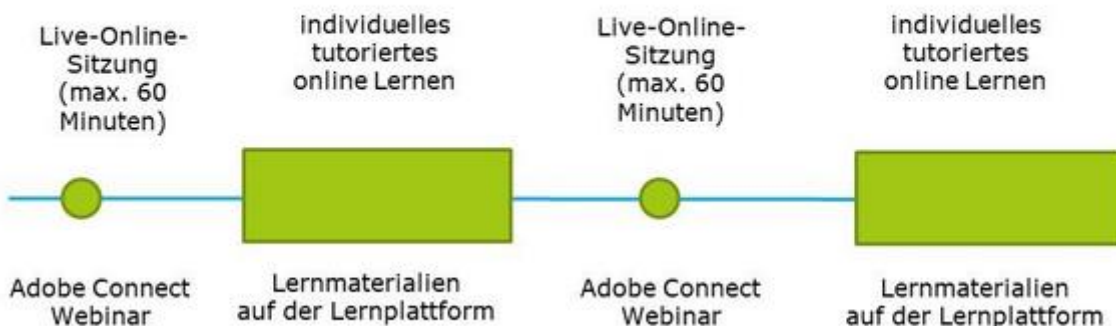 Live-Online-
Sitzung
(max. 60
Minuten)
individuelles
tutoriertes
online Lernen
Live-Online-
Sitzung
(max. 60
Minuten)
individuelles
tutoriertes
online Lernen
Adobe Connect
Webinar
Lernmaterialien
auf der Lernplattform
Adobe Connect
Webinar
Lernmaterialien
auf der Lernplattform